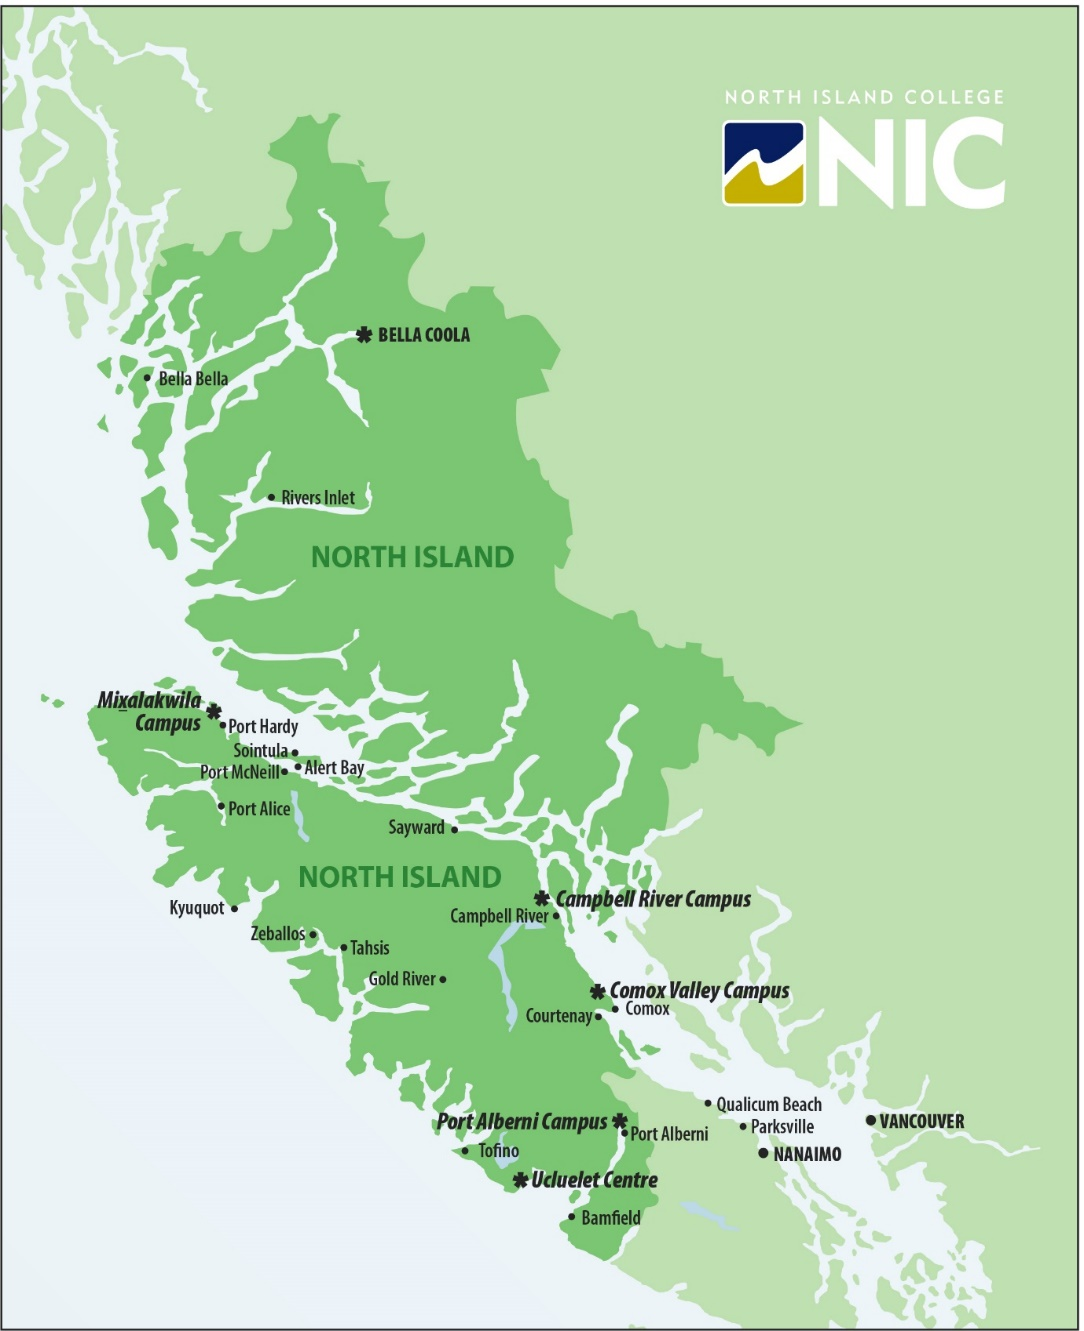 NORTH ISLAND COLLEGE
NIC
BELLA COOLA
Bella Bella
Rivers Inlet
NORTH ISLAND
Mixalakwila
Campus
Port Hardy
Sointula
Alert Bay
Port McNeill
Port Alice
Sayward
NORTH ISLAND
Campbell River Campus
Kyuquot
Campbell River
Zeballos
Tahsis
Gold River
Comox Valley Campus
Comox
Courtenay
Qualicum Beach
Port Alberni Campus
VANCOUVER
Parksville
Port Alberni
Tofino
NANAIMO
Ucluelet Centre
Bamfield